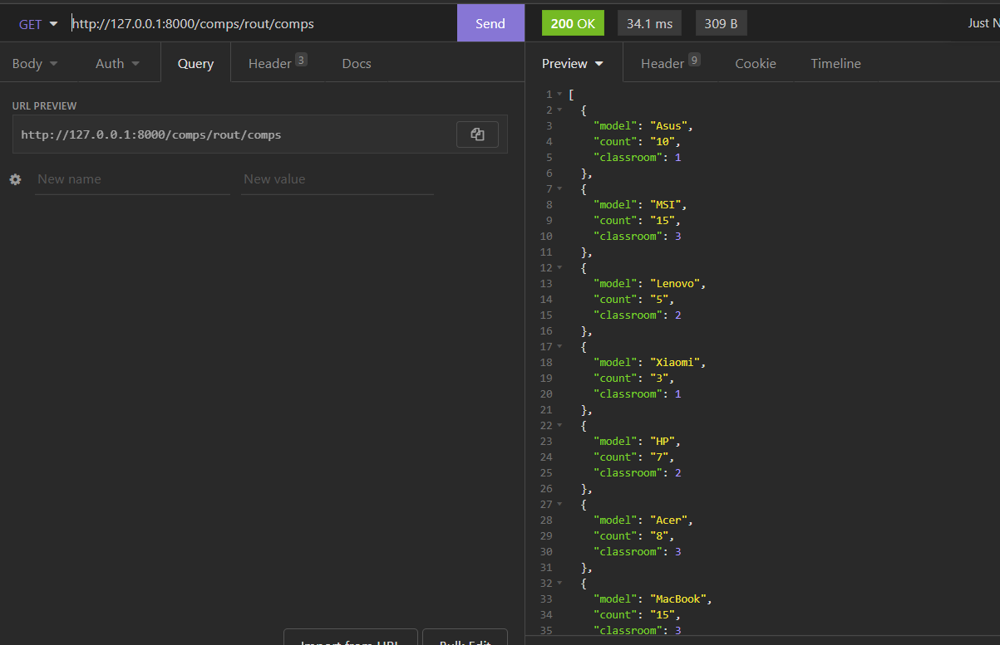 GET http://127.0.0.1:8000/comps/rout/comps Send 200 OK 34.1 ms 309 B Just N
Body Auth Query Header 3 Docs
URL PREVIEW
http://127.0.0.1:8000/comps/rout/comps
New name New value
Import from URL Bulk Edit
Preview Header 9 Cookie Timeline
1 [
2 {
3 "model": "Asus",
4 "count": "10",
5 "classroom": 1
6 },
7 {
8 "model": "MSI",
9 "count": "15",
10 "classroom": 3
11 },
12 {
13 "model": "Lenovo",
14 "count": "5",
15 "classroom": 2
16 },
17 {
18 "model": "Xiaomi",
19 "count": "3",
20 "classroom": 1
21 },
22 {
23 "model": "HP",
24 "count": "7",
25 "classroom": 2
26 },
27 {
28 "model": "Acer",
29 "count": "8",
30 "classroom": 3
31 },
32 {
33 "model": "MacBook",
34 "count": "15",
35 "classroom": 3